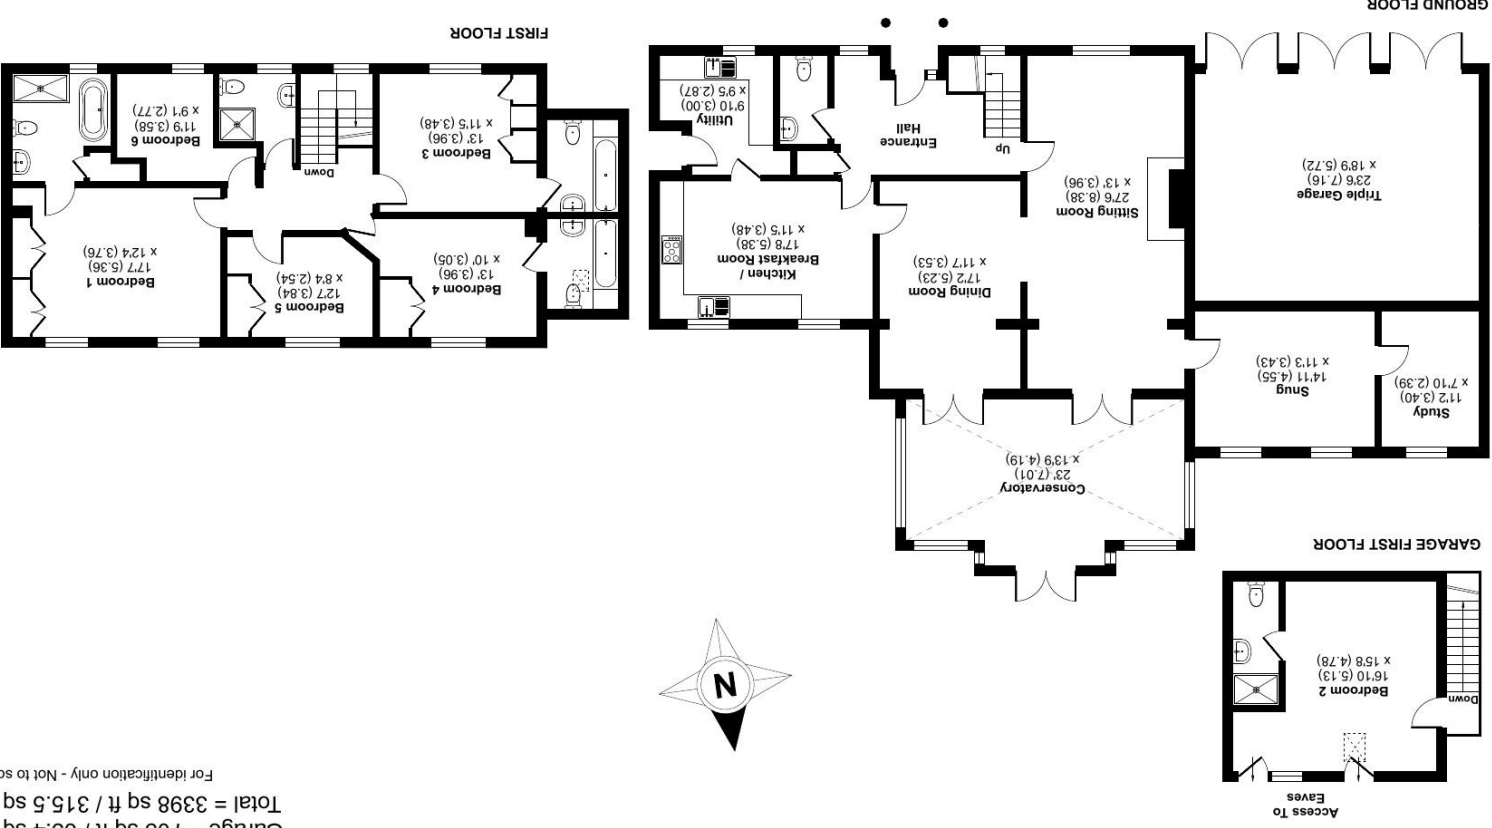 Garage = sq ft / sq
Total = 3398 sq ft / 315.5 sq
For identification only - Not to sc
Access To
Eaves
Down
Bedroom 2
16'10 (5.13)
x 15'8 (4.78)
GARAGE FIRST FLOOR
N
Conservatory
23' (7.01)
x 13'9 (4.19)
Study
11'2 (3.40)
x 7'10 (2.39)
Snug
14'11 (4.55)
x 11'3 (3.43)
Triple Garage
23'6 (7.16)
x 18'9 (5.72)
Sitting Room
27'6 (8.38)
x 13' (3.96)
Dining Room
17'2 (5.23)
x 11'7 (3.53)
Kitchen /
Breakfast Room
17'8 (5.38)
x 11'5 (3.48)
Up
Entrance
Hall
Utility
9'10 (3.00)
x 9'5 (2.87)
GROUND FLOOR
Bedroom 4
13' (3.96)
x 10' (3.05)
Bedroom 5
12'7 (3.84)
x 8'4 (2.54)
Bedroom 1
17'7 (5.36)
x 12'4 (3.76)
Down
Bedroom 3
13' (3.96)
x 11'5 (3.48)
Bedroom 6
11'9 (3.58)
x 9'1 (2.77)
FIRST FLOOR